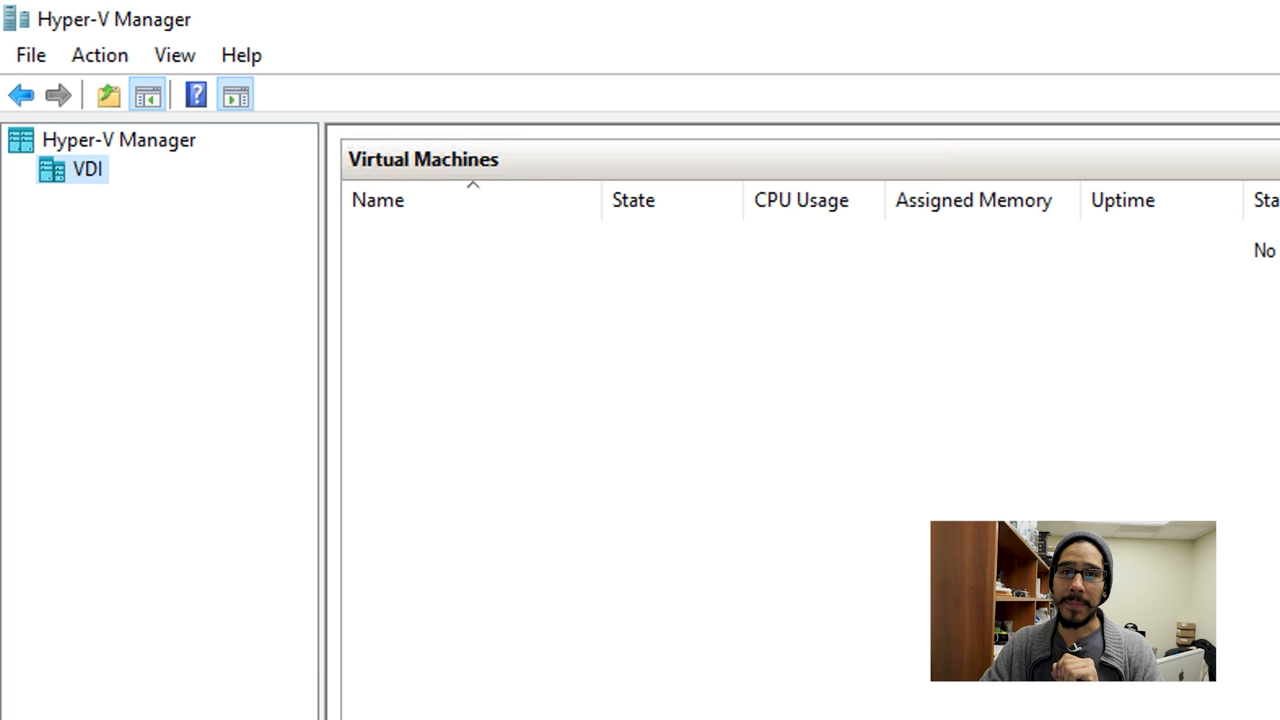 Hyper-V Manager
File Action View Help
Hyper-V Manager
VDI
Virtual Machines
Name State CPU Usage Assigned Memory Uptime Sta
No